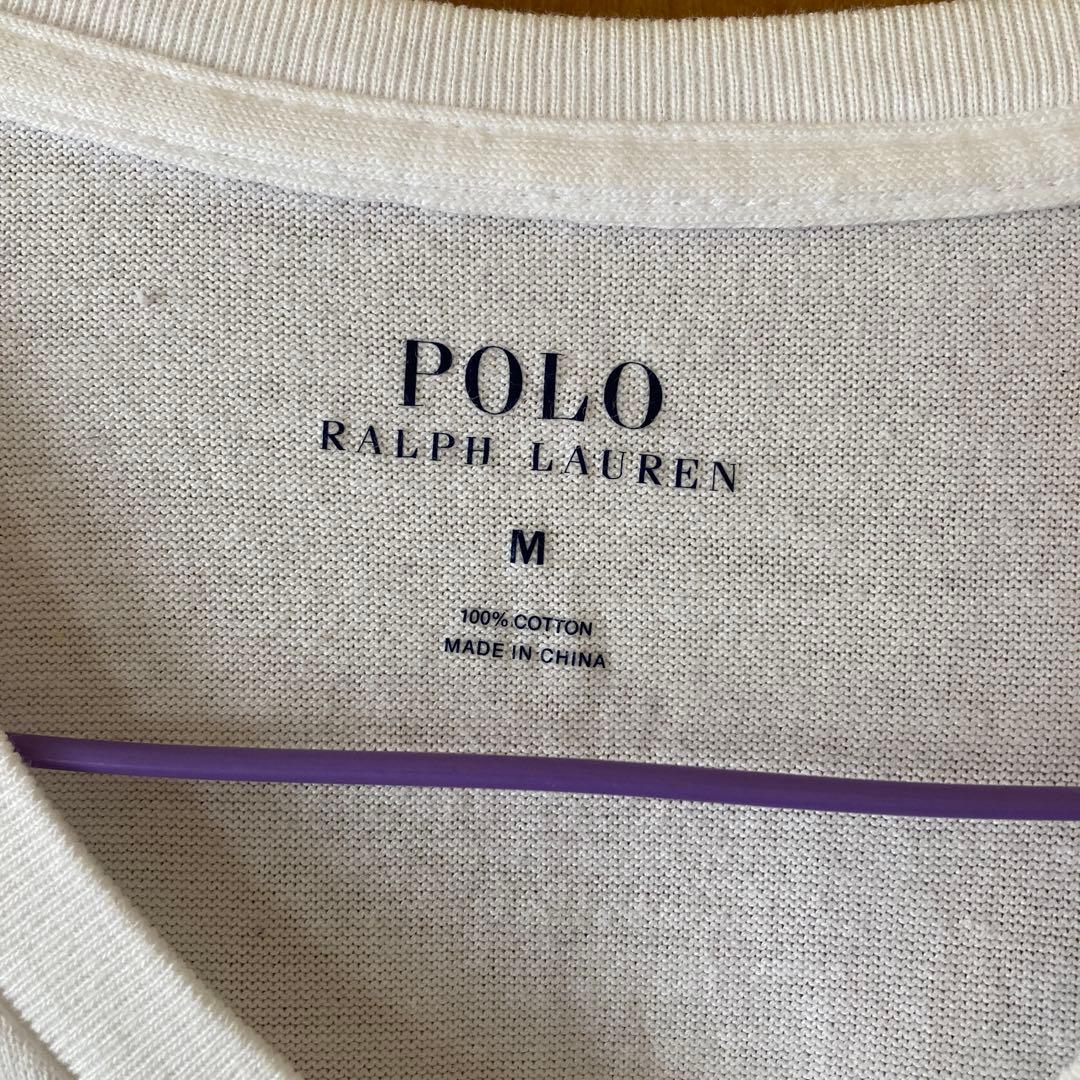 POLO
RALPH LAUREN
M
100% COTTON
MADE IN CHINA